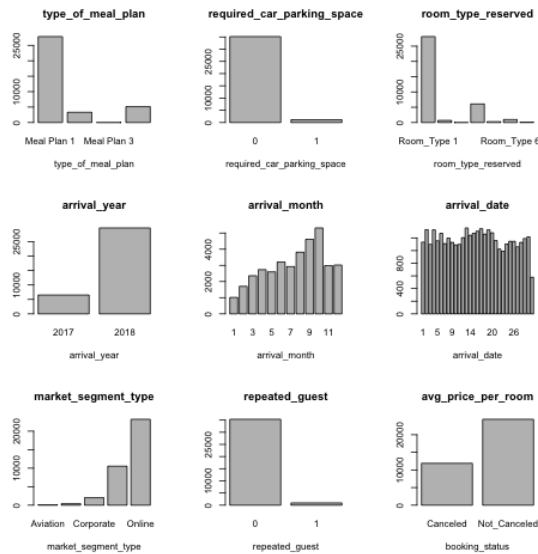 type_of_meal_plan
25000
10000
0
Meal Plan 1 Meal Plan 3
type_of_meal_plan
required_car_parking_space
25000
10000
0
0 1
required_car_parking_space
room_type_reserved
25000
10000
0
Room_Type 1 Room_Type 6
room_type_reserved
arrival_year
25000
10000
0
2017 2018
arrival_year
arrival_month
4000
2000
0
1 3 5 7 9 11
arrival_month
arrival_date
800
400
0
1 5 9 14 20 26
arrival_date
market_segment_type
20000
10000
0
Aviation Corporate Online
market_segment_type
repeated_guest
25000
10000
0
0 1
repeated_guest
avg_price_per_room
20000
10000
0
Canceled Not_Canceled
booking_status